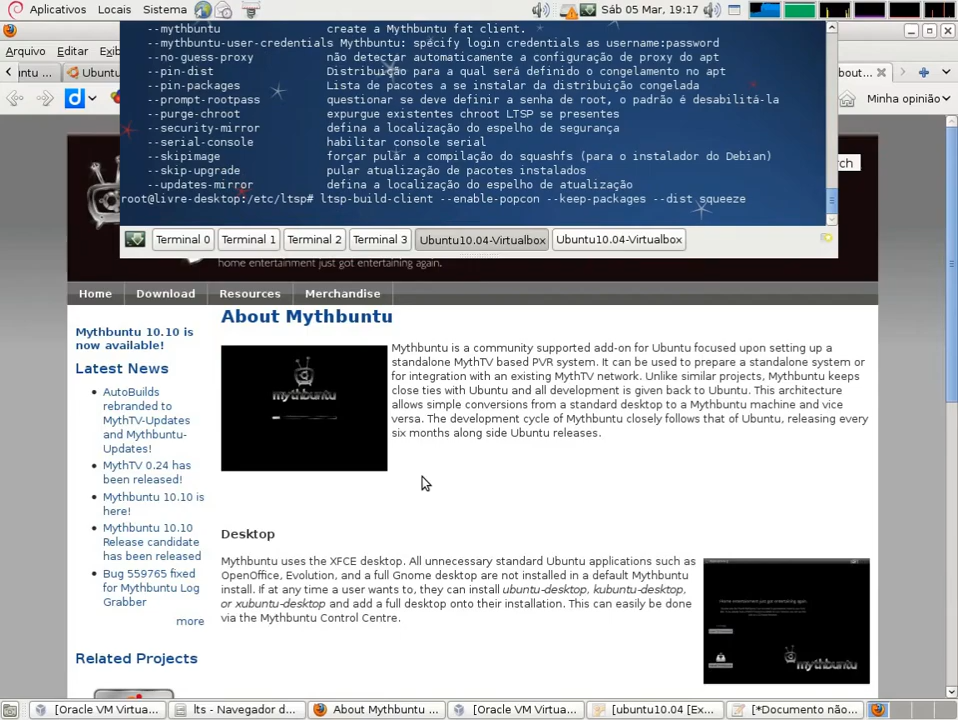 Aplicativos Locais Sistema Sáb 05 Mar, 19:17
Arquivo Editar Exib
untu ... Ubuntu bout...
Minha opinião
rch
--mythbuntu create a Mythbuntu fat client.
--mythbuntu-user-credentials Mythbuntu: specify login credentials as username:password
--no-guess-proxy não detectar automaticamente a configuração de proxy do apt
--pin-dist Distribuição para a qual será definido o congelamento no apt
--pin-packages Lista de pacotes a se instalar da distribuição congelada
--prompt-rootpass questionar se deve definir a senha de root, o padrão é desabilitá-la
--purge-chroot expurgue existentes chroot LTSP se presentes
--security-mirror defina a localização do espelho de segurança
--serial-console habilitar console serial
--skipimage forçar pular a compilação do squashfs (para o instalador do Debian)
--skip-upgrade pular atualização de pacotes instalados
--updates-mirror defina a localização do espelho de atualização
root@livre-desktop:/etc/ltsp# ltsp-build-client --enable-popcon --keep-packages --dist squeeze
Terminal 0 Terminal 1 Terminal 2 Terminal 3 Ubuntu10.04-Virtualbox Ubuntu10.04-Virtualbox
home entertainment just got entertaining again.
Home Download Resources Merchandise
Mythbuntu 10.10 is
now available!
Latest News
AutoBuilds
rebranded to
MythTV-Updates
and Mythbuntu-
Updates!
MythTV 0.24 has
been released!
Mythbuntu 10.10 is
here!
Mythbuntu 10.10
Release candidate
has been released
Bug 559765 fixed
for Mythbuntu Log
Grabber
more
Related Projects
About Mythbuntu
mythbuntu
Mythbuntu is a community supported add-on for Ubuntu focused upon setting up a
standalone MythTV based PVR system. It can be used to prepare a standalone system or
for integration with an existing MythTV network. Unlike similar projects, Mythbuntu keeps
close ties with Ubuntu and all development is given back to Ubuntu. This architecture
allows simple conversions from a standard desktop to a Mythbuntu machine and vice
versa. The development cycle of Mythbuntu closely follows that of Ubuntu, releasing every
six months along side Ubuntu releases.
Desktop
Mythbuntu uses the XFCE desktop. All unnecessary standard Ubuntu applications such as
OpenOffice, Evolution, and a full Gnome desktop are not installed in a default Mythbuntu
install. If at any time a user wants to, they can install ubuntu-desktop, kubuntu-desktop,
or xubuntu-desktop and add a full desktop onto their installation. This can easily be done
via the Mythbuntu Control Centre.
mythbuntu
[Oracle VM Virtua... lts - Navegador d... About Mythbuntu ... [Oracle VM Virtua... [ubuntu10.04 [Ex... [*Documento não...